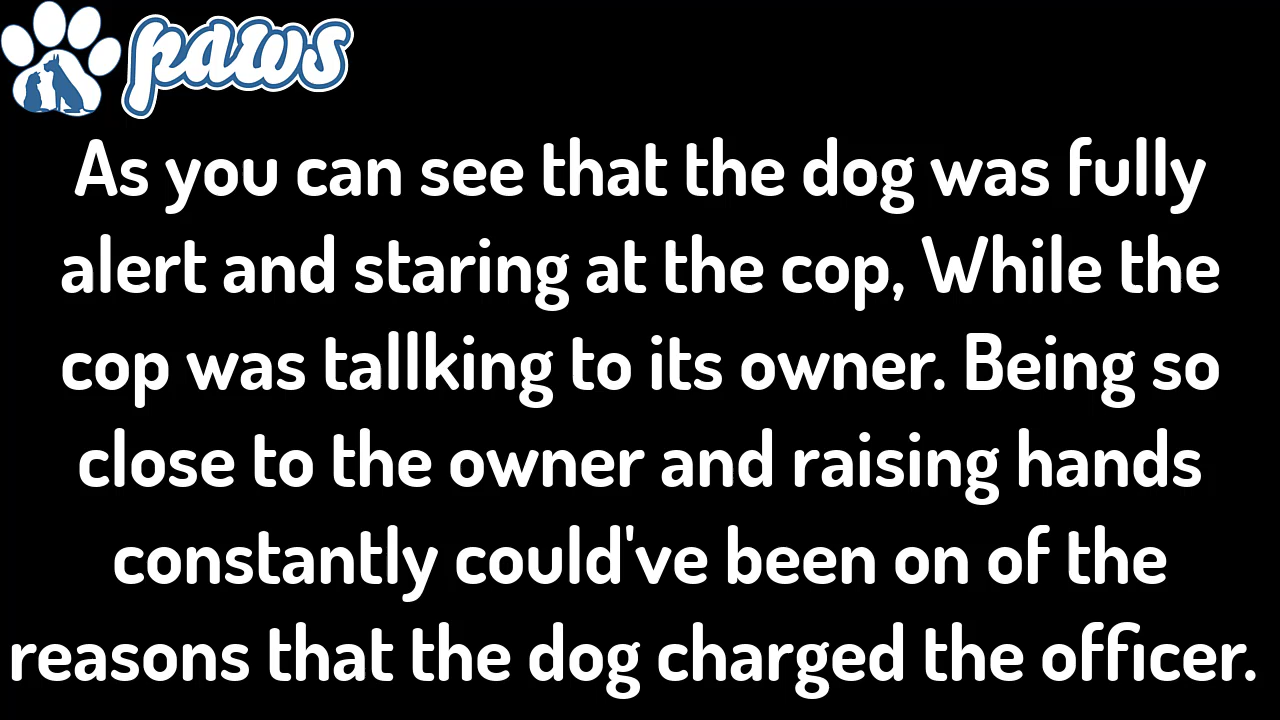 paws
As you can see that the dog was fully
alert and staring at the cop, While the
cop was tallking to its owner. Being so
close to the owner and raising hands
constantly could've been on of the
reasons that the dog charged the officer.